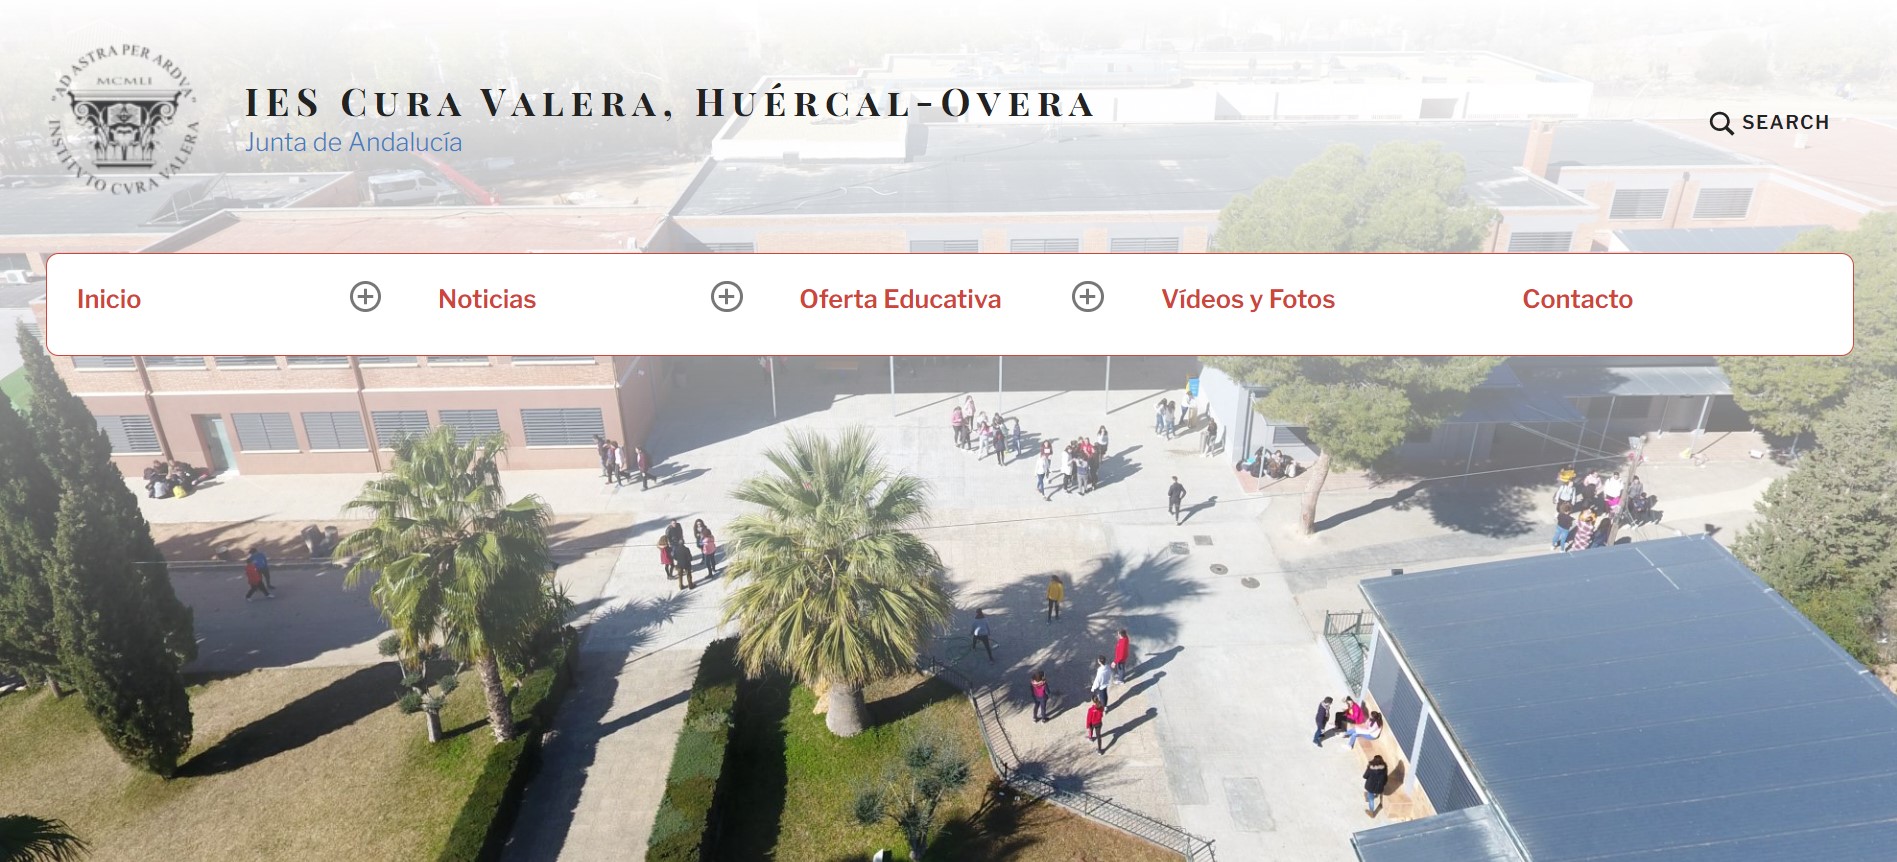 "AD ASTRA PER ARDVA"
MCMLI
INSTITVTO CVRA VALERA
IES Cura Valera, Huércal-Overa
Junta de Andalucía
SEARCH
Inicio
Noticias
Oferta Educativa
Vídeos y Fotos
Contacto